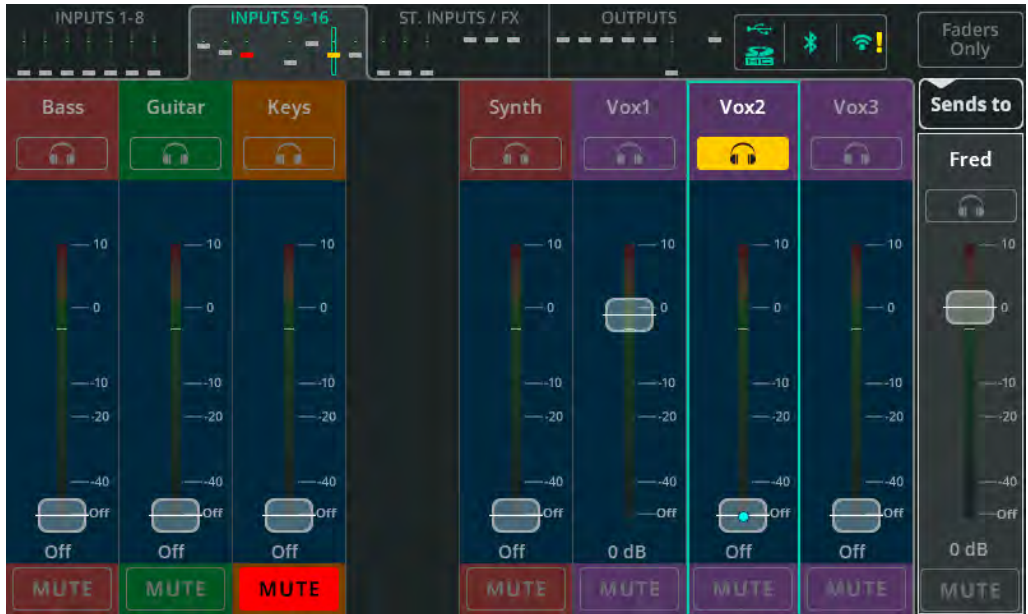 INPUTS 1-8
INPUTS 9-16
ST. INPUTS / FX
OUTPUTS
SD
HC
Faders
Only
Bass
Guitar
Keys
Synth
Vox1
Vox2
Vox3
Sends to
Fred
10
0
-10
-20
-40
Off
Off
MUTE
10
0
-10
-20
-40
Off
Off
MUTE
10
0
-10
-20
-40
Off
Off
MUTE
10
0
-10
-20
-40
Off
Off
MUTE
0
-10
-20
-40
Off
0 dB
MUTE
10
0
-10
-20
-40
Off
Off
MUTE
10
0
-10
-20
-40
Off
Off
MUTE
10
0
-10
-20
-40
Off
0 dB
MUTE